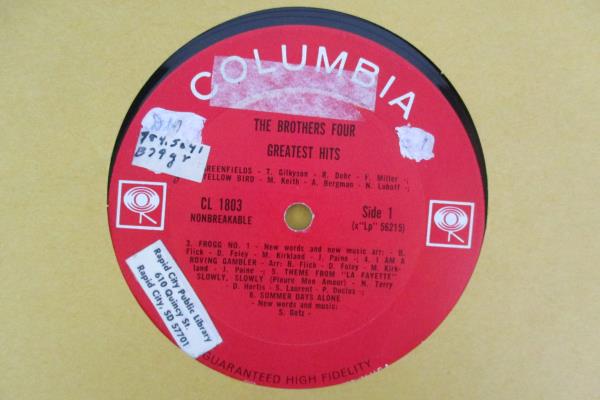 COLUMBIA
THE BROTHERS FOUR
GREATEST HITS
GREENFIELDS - T. Gilkyson - R. Dehr - F. Miller -;
YELLOW BIRD - M. Keith - A. Bergman - N. Luboff -;
CL 1803
NONBREAKABLE
Side 1
(x"Lp" 56215)
3. FROGG NO. 1 - New words and new music arr: - B.
Flick - D. Foley - M. Kirkland - J. Paine -; 4. I AM A
ROVING GAMBLER - Arr: B. Flick - D. Foley - M. Kirk-
land - J. Paine -; 5. THEME FROM "LA FAYETTE"
SLOWLY, SLOWLY (Pleure Mon Amour) - N. Terry
- D. Hortis - S. Laurent - P. Duclos -;
6. SUMMER DAYS ALONE
- New words and music:
S. Getz -
GUARANTEED HIGH FIDELITY
784.5041
B79gr
Rapid City Public Library
610 Quincy St.
Rapid City, SD 57701